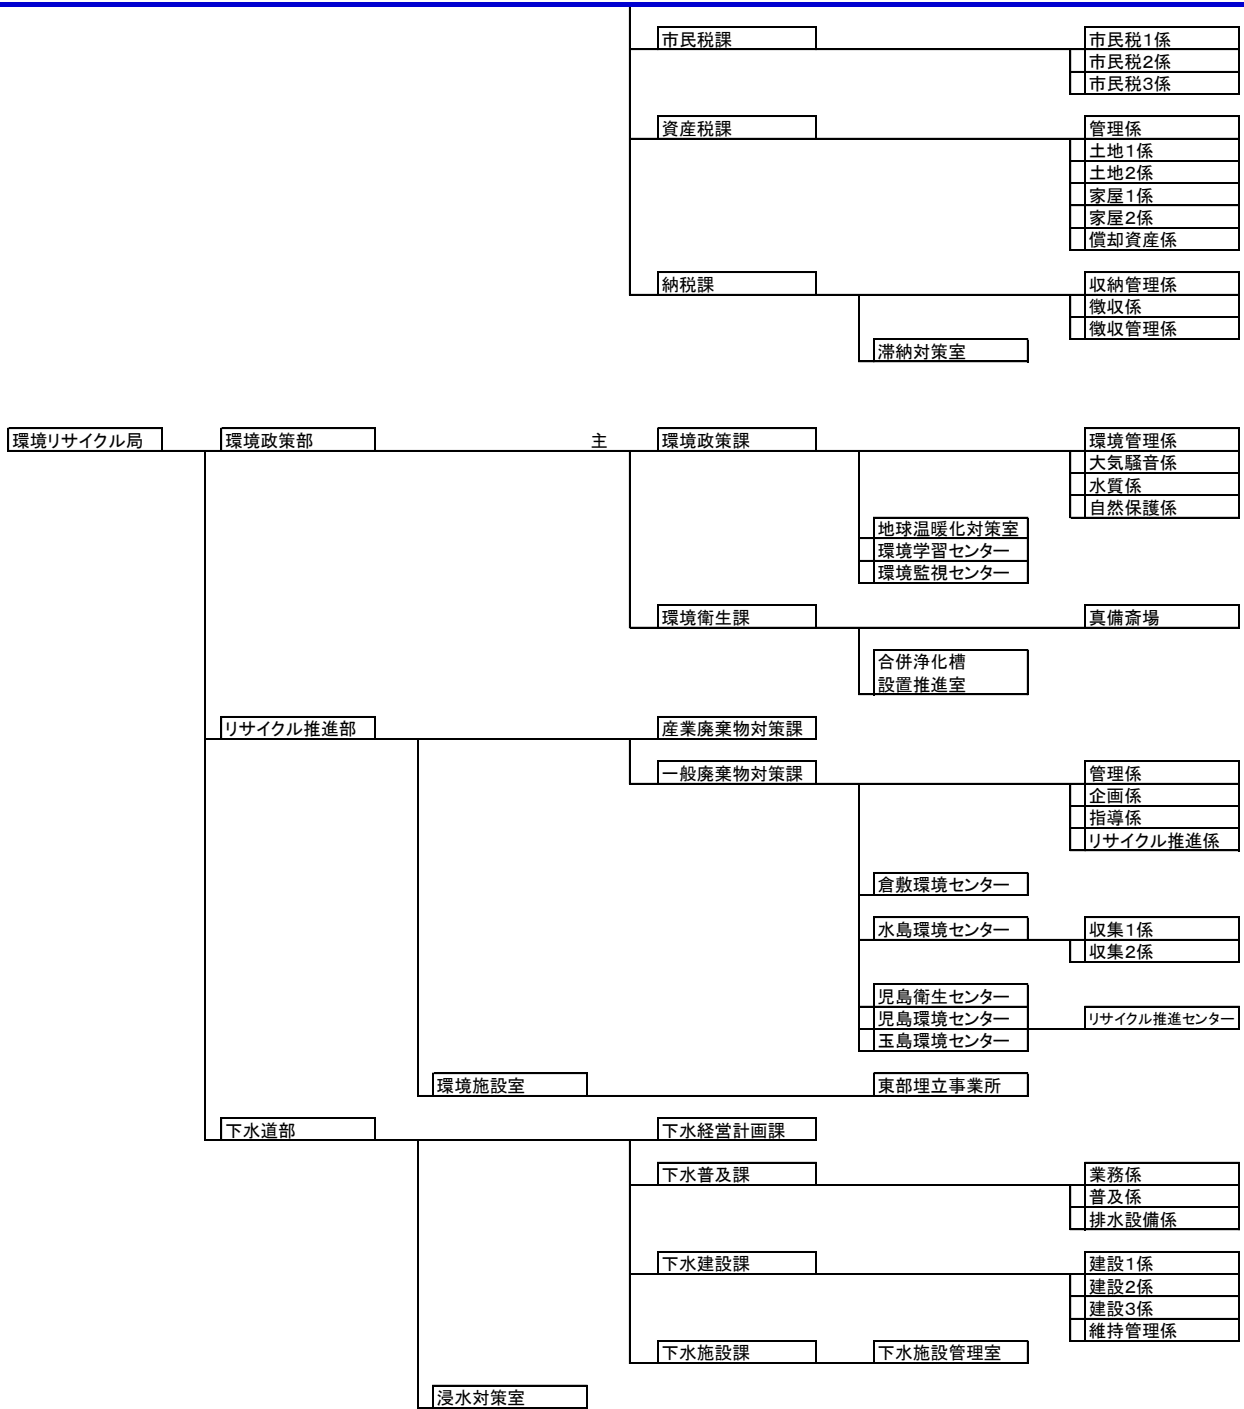 市民税課
市民税1係
市民税2係
市民税3係
資産税課
管理係
土地1係
土地2係
家屋1係
家屋2係
償却資産係
納税課
収納管理係
徴収係
徴収管理係
滞納対策室
環境リサイクル局
環境政策部
主
環境政策課
環境管理係
大気騒音係
水質係
自然保護係
地球温暖化対策室
環境学習センター
環境監視センター
環境衛生課
真備斎場
合併浄化槽
設置推進室
リサイクル推進部
産業廃棄物対策課
一般廃棄物対策課
管理係
企画係
指導係
リサイクル推進係
倉敷環境センター
水島環境センター
収集1係
収集2係
児島衛生センター
児島環境センター
リサイクル推進センター
玉島環境センター
環境施設室
東部埋立事業所
下水道部
下水経営計画課
下水普及課
業務係
普及係
排水設備係
下水建設課
建設1係
建設2係
建設3係
維持管理係
下水施設課
下水施設管理室
浸水対策室